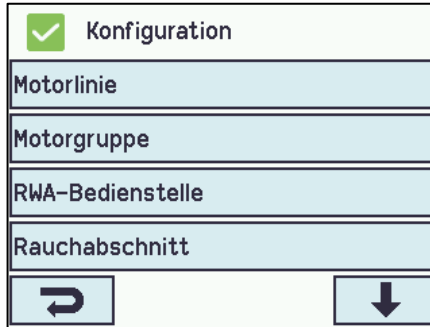 Konfiguration
Motorlinie
Motorgruppe
RWA-Bedienstelle
Rauchabschnitt